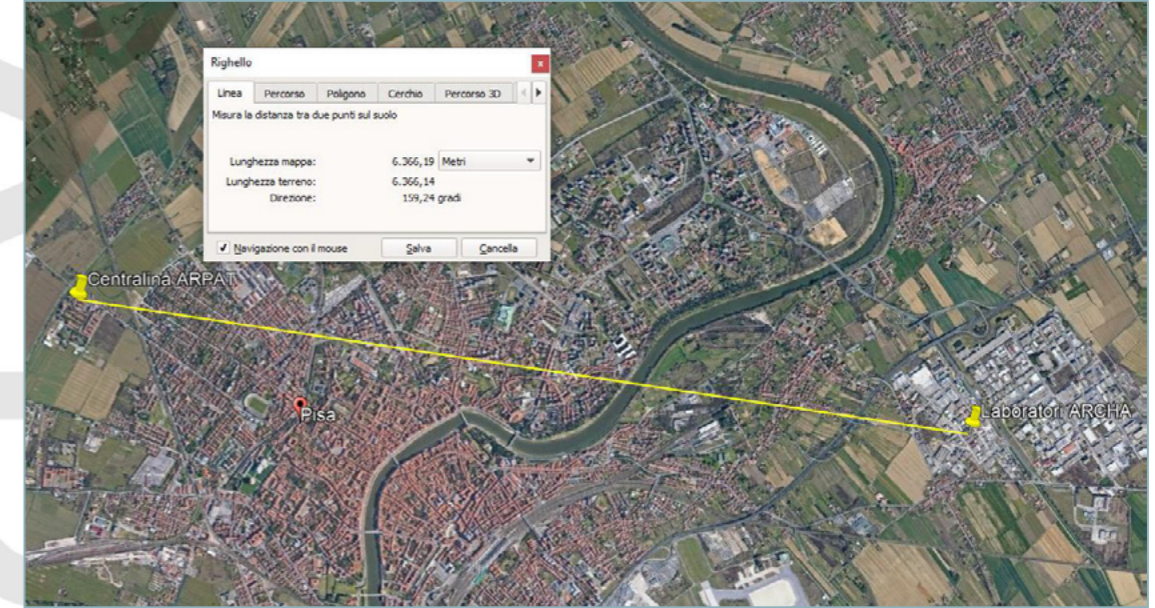 Righello
Linea Percorso Poligono Cerchio Percorso 3D
Misura la distanza tra due punti sul suolo
Lunghezza mappa: 6.366,19 Metri
Lunghezza terreno: 6.366,14
Direzione: 159,24 gradi
Navigazione con il mouse Salva Cancella
Centralina ARPAT
Pisa
Laboratori ARCHA